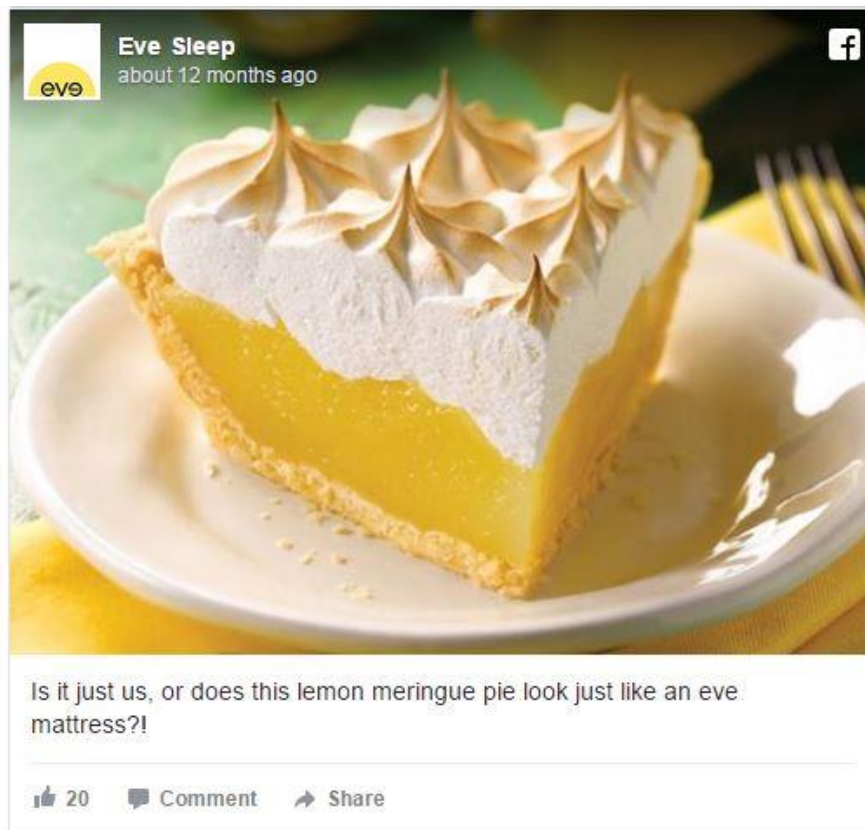 eve
Eve Sleep
about 12 months ago
Is it just us, or does this lemon meringue pie look just like an eve
mattress?!
20 Comment Share